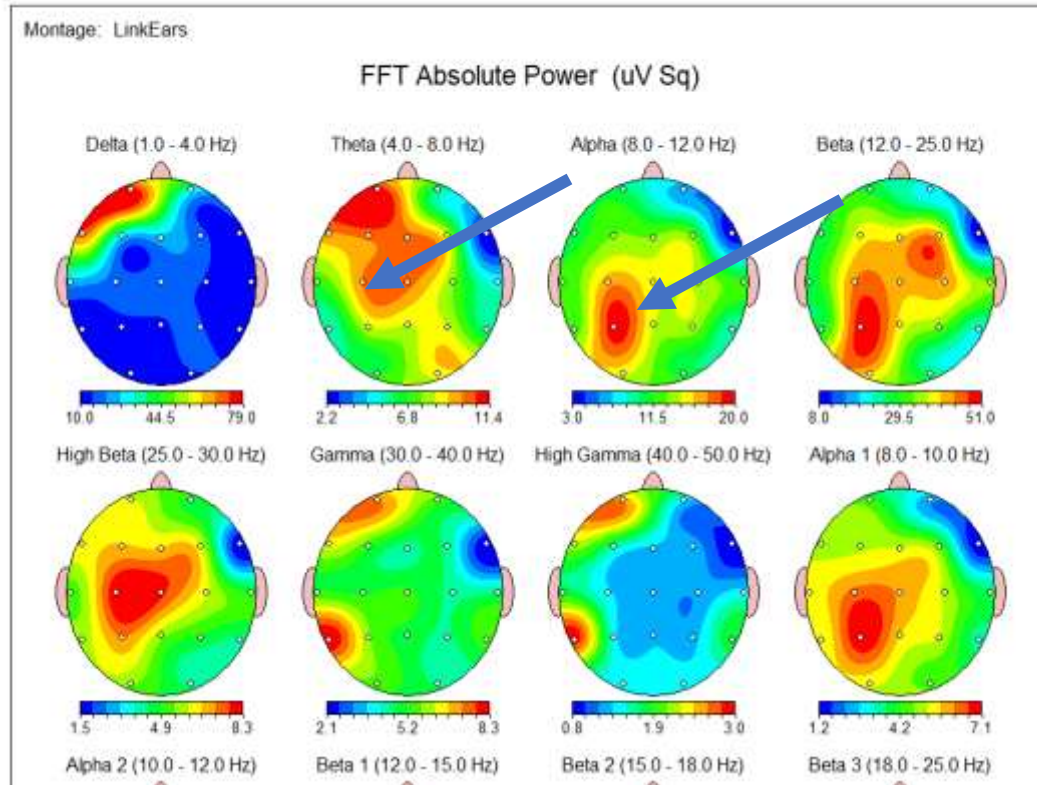 Montage: LinkEars
FFT Absolute Power (uV Sq)
Delta (1.0 - 4.0 Hz) Theta (4.0 - 8.0 Hz) Alpha (8.0 - 12.0 Hz) Beta (12.0 - 25.0 Hz)
10.0 44.5 79.0 2.2 6.8 11.4 3.0 11.5 20.0 8.0 29.5 51.0
High Beta (25.0 - 30.0 Hz) Gamma (30.0 - 40.0 Hz) High Gamma (40.0 - 50.0 Hz) Alpha 1 (8.0 - 10.0 Hz)
1.5 4.9 8.3 2.1 5.2 8.3 0.8 1.9 3.0 1.2 4.2 7.1
Alpha 2 (10.0 - 12.0 Hz) Beta 1 (12.0 - 15.0 Hz) Beta 2 (15.0 - 18.0 Hz) Beta 3 (18.0 - 25.0 Hz)